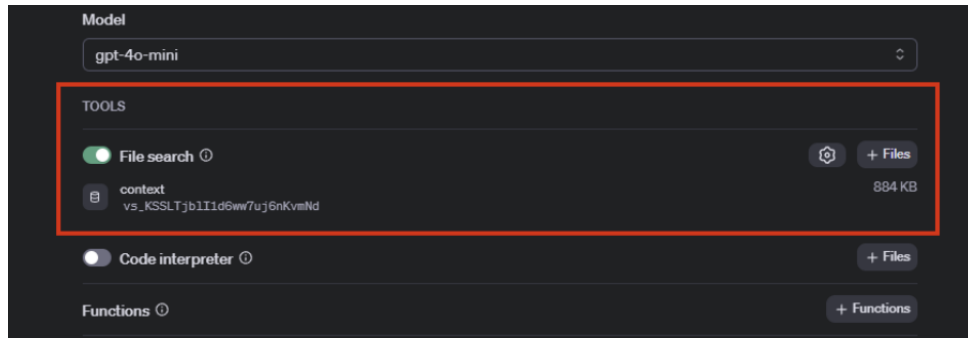 Model
gpt-4o-mini
TOOLS
File search
+ Files
context
884 KB
vs_KSSLTjblI1d6ww7uj6nKvmNd
Code interpreter
+ Files
Functions
+ Functions